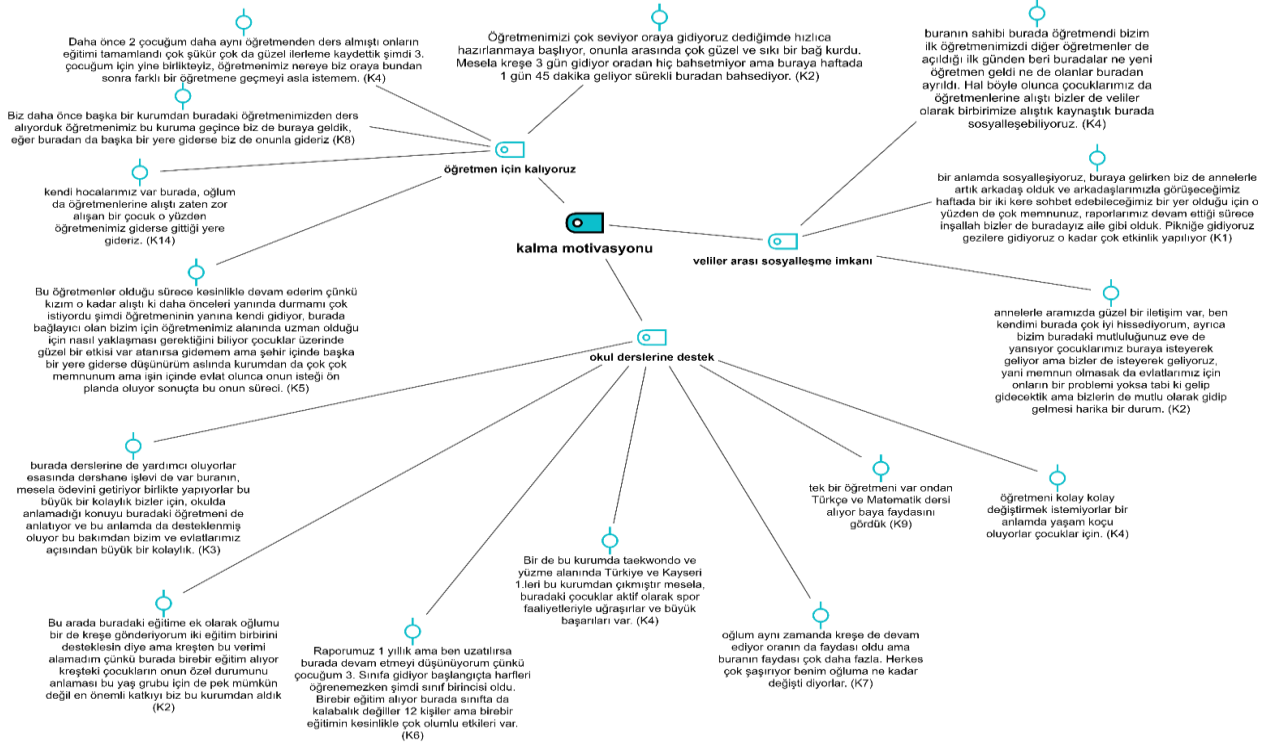 Daha önce 2 çocuğum daha aynı öğretmenden ders almıştı onların
eğitimi tamamlandı çok şükür çok da güzel ilerleme kaydettik şimdi 3.
çocuğum için yine birlikteyiz, öğretmenimiz nereye biz oraya bundan
sonra farklı bir öğretmene geçmeyi asla istemem. (K4)
Öğretmenimizi çok seviyor oraya gidiyoruz dediğimde hızlıca
hazırlanmaya başlıyor, onunla arasında çok güzel ve sıkı bir bağ kurdu.
Mesela kreşe 3 gün gidiyor oradan hiç bahsetmiyor ama buraya haftada
1 gün 45 dakika geliyor sürekli buradan bahsediyor. (K2)
buranın sahibi burada öğretmendi bizim
ilk öğretmenimizdi diğer öğretmenler de
açıldığı ilk günden beri buradalar ne yeni
öğretmen geldi ne de olanlar buradan
ayrıldı. Hal böyle olunca çocuklarımız da
öğretmenlerine alıştı bizler de veliler
olarak birbirimize alıştık kaynaştık burada
sosyalleşebiliyoruz. (K4)
Biz daha önce başka bir kurumdan buradaki öğretmenimizden ders
alıyorduk öğretmenimiz bu kuruma geçince biz de buraya geldik,
eğer buradan da başka bir yere giderse biz de onunla gideriz (K8)
öğretmen için kalıyoruz
kendi hocalarımız var burada, oğlum
da öğretmenlerine alıştı zaten zor
alışan bir çocuk o yüzden
öğretmenimiz giderse gittiği yere
gideriz. (K14)
bir anlamda sosyalleşiyoruz, buraya gelirken biz de annelerle
artık arkadaş olduk ve arkadaşlarımızla görüşeceğimiz
haftada bir iki kere sohbet edebileceğimiz bir yer olduğu için o
yüzden de çok memnunuz, raporlarımız devam ettiği sürece
inşallah bizler de buradayız aile gibi olduk. Pikniğe gidiyoruz
gezilere gidiyoruz o kadar çok etkinlik yapılıyor (K1)
kalma motivasyonu
veliler arası sosyalleşme imkanı
Bu öğretmenler olduğu sürece kesinlikle devam ederim çünkü
kızım o kadar alıştı ki daha önceleri yanında durmamı çok
istiyordu şimdi öğretmeninin yanına kendi gidiyor, burada
bağlayıcı olan bizim için öğretmenimiz alanında uzman olduğu
için nasıl yaklaşması gerektiğini biliyor çocuklar üzerinde
güzel bir etkisi var atanırsa gidemem ama şehir içinde başka
bir yere giderse düşünürüm aslında kurumdan da çok çok
memnunum ama işin içinde evlat olunca onun isteği ön
planda oluyor sonuçta bu onun süreci. (K5)
annelerle aramızda güzel bir iletişim var, ben
kendimi burada çok iyi hissediyorum, ayrıca
bizim buradaki mutluluğunuz eve de
yansıyor çocuklarımız buraya isteyerek
geliyor ama bizler de isteyerek geliyoruz,
yani memnun olmasak da evlatlarımız için
onların bir problemi yoksa tabi ki gelip
gidecektik ama bizlerin de mutlu olarak gidip
gelmesi harika bir durum. (K2)
okul derslerine destek
burada derslerine de yardımcı oluyorlar
esasında dershane işlevi de var buranın,
mesela ödevini getiriyor birlikte yapıyorlar bu
büyük bir kolaylık bizler için, okulda
anlamadığı konuyu buradaki öğretmeni de
anlatıyor ve bu anlamda da desteklenmiş
oluyor bu bakımdan bizim ve evlatlarımız
açısından büyük bir kolaylık. (K3)
tek bir öğretmeni var ondan
Türkçe ve Matematik dersi
alıyor baya faydasını
gördük (K9)
öğretmeni kolay kolay
değiştirmek istemiyorlar bir
anlamda yaşam koçu
oluyorlar çocuklar için. (K4)
Bir de bu kurumda taekwondo ve
yüzme alanında Türkiye ve Kayseri
1.leri bu kurumdan çıkmıştır mesela,
buradaki çocuklar aktif olarak spor
faaliyetleriyle uğraşırlar ve büyük
başarıları var. (K4)
Bu arada buradaki eğitime ek olarak oğlumu
bir de kreşe gönderiyorum iki eğitim birbirini
desteklesin diye ama kreşten bu verimi
alamadım çünkü burada birebir eğitim alıyor
kreşteki çocukların onun özel durumunu
anlaması bu yaş grubu için de pek mümkün
değil en önemli katkıyı biz bu kurumdan aldık
(K2)
Raporumuz 1 yıllık ama ben uzatılırsa
burada devam etmeyi düşünüyorum çünkü
çocuğum 3. Sınıfa gidiyor başlangıçta harfleri
öğrenemezken şimdi sınıf birincisi oldu.
Birebir eğitim alıyor burada sınıfta da
kalabalık değiller 12 kişiler ama birebir
eğitimin kesinlikle çok olumlu etkileri var.
(K6)
oğlum aynı zamanda kreşe de devam
ediyor oranın da faydası oldu ama
buranın faydası çok daha fazla. Herkes
çok şaşırıyor benim oğluma ne kadar
değişti diyorlar. (K7)